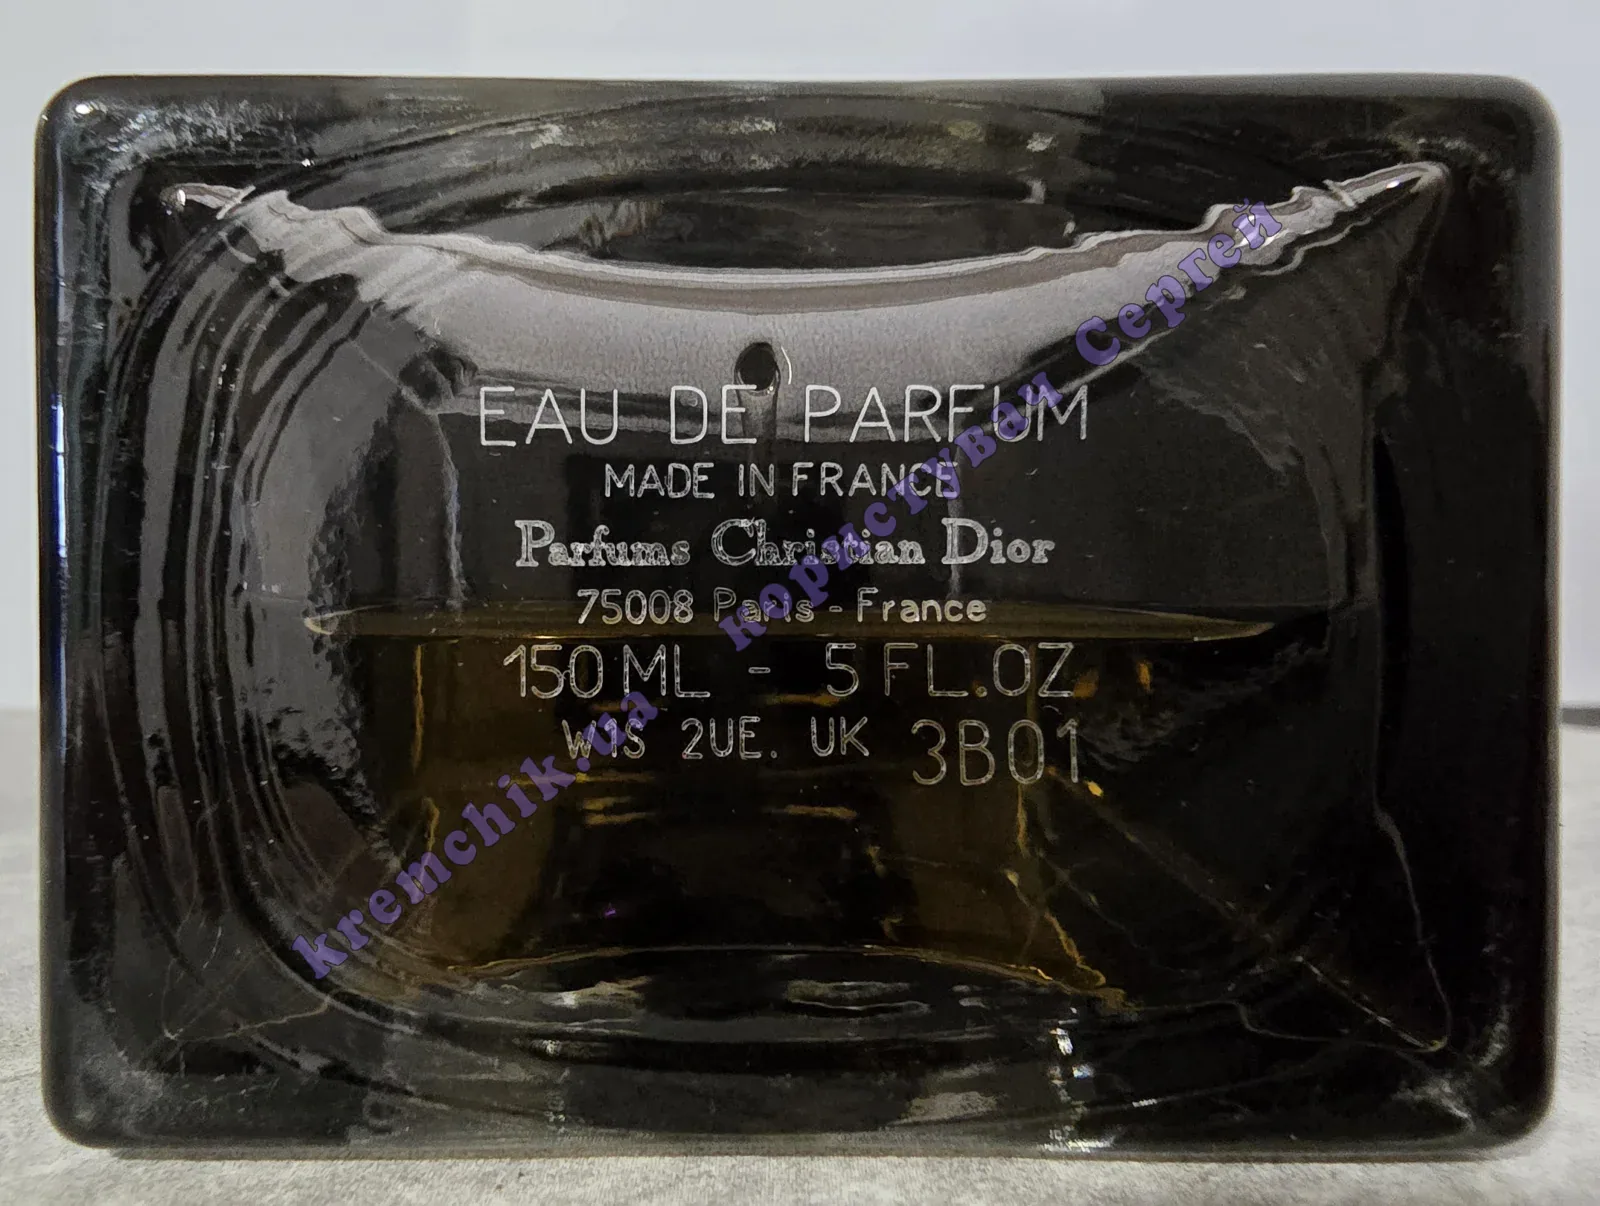 EAU DE PARFUM
MADE IN FRANCE
Parfums Christian Dior
75008 Paris - France
150 ML - 5 FL.OZ
W1S 2UE. UK 3B01
kremchik.ua користувач Сергей